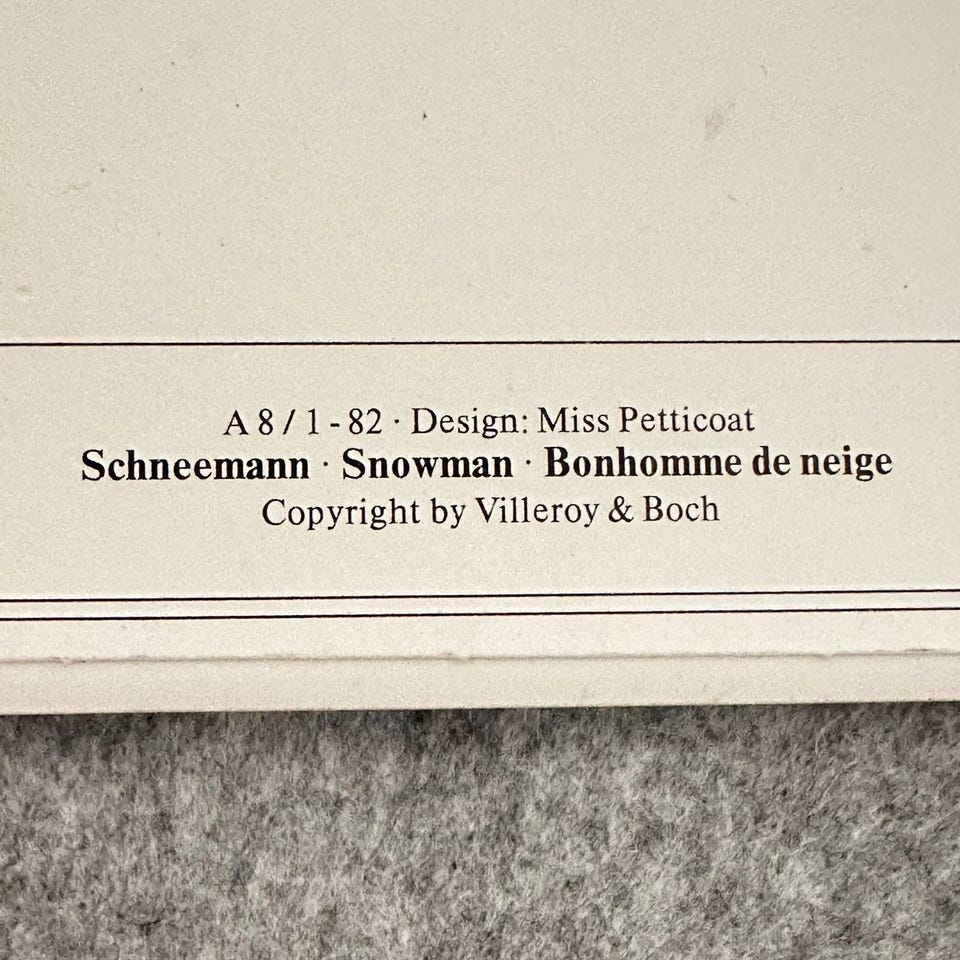 A 8 / 1 - 82 · Design: Miss Petticoat
Schneemann · Snowman · Bonhomme de neige
Copyright by Villeroy & Boch